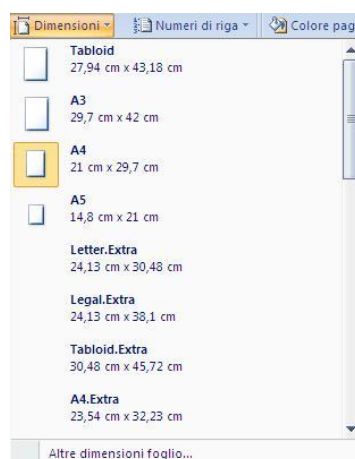 Dimensioni Numeri di riga Colore pag
Tabloid
27,94 cm x 43,18 cm
A3
29,7 cm x 42 cm
A4
21 cm x 29,7 cm
A5
14,8 cm x 21 cm
Letter.Extra
24,13 cm x 30,48 cm
Legal.Extra
24,13 cm x 38,1 cm
Tabloid.Extra
30,48 cm x 45,72 cm
A4.Extra
23,54 cm x 32,23 cm
Altre dimensioni foglio...